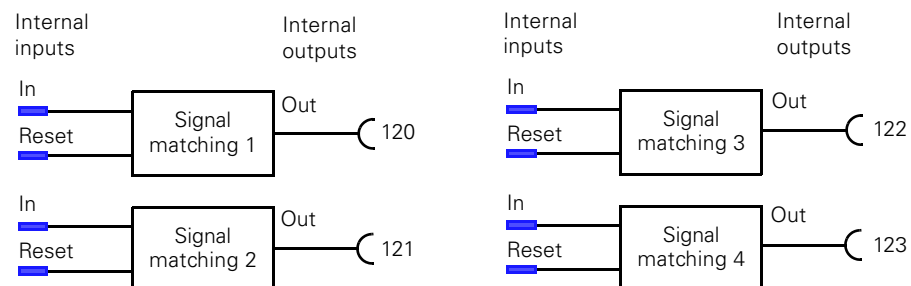 Internal
inputs
Internal
outputs
In
Reset
Signal
matching 1
Out
120
In
Reset
Signal
matching 2
Out
121
Internal
inputs
Internal
outputs
In
Reset
Signal
matching 3
Out
122
In
Reset
Signal
matching 4
Out
123